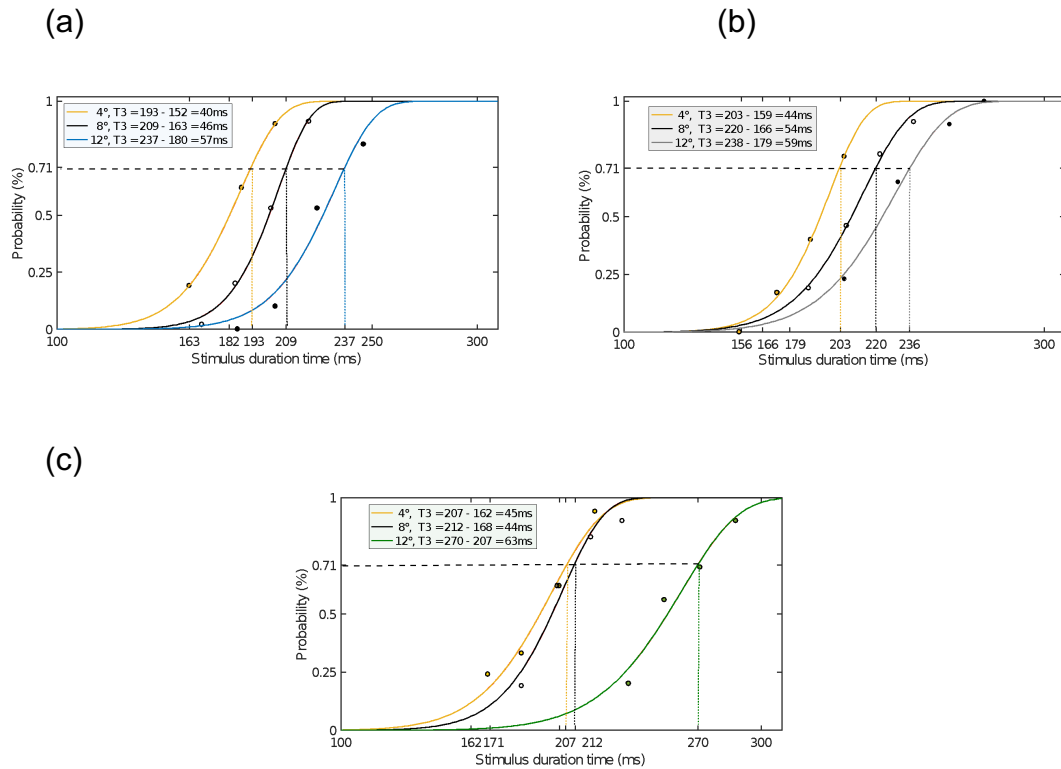 (a)
(b)
4°, T3 =193 - 152 =40ms
8°, T3 =209 - 163 =46ms
12°, T3 =237 - 180 =57ms
1
0.71
0.5
0.25
0
Probability (%)
100 163 182 193 209 237 250 300
Stimulus duration time (ms)
4°, T3 =203 - 159 =44ms
8°, T3 =220 - 166 =54ms
12°, T3 =238 - 179 =59ms
1
0.71
0.5
0.25
0
Probability (%)
100 156 166 179 203 220 236 300
Stimulus duration time (ms)
(c)
4°, T3 =207 - 162 =45ms
8°, T3 =212 - 168 =44ms
12°, T3 =270 - 207 =63ms
1
0.71
0.5
0.25
0
Probability (%)
100 162 171 207 212 270 300
Stimulus duration time (ms)